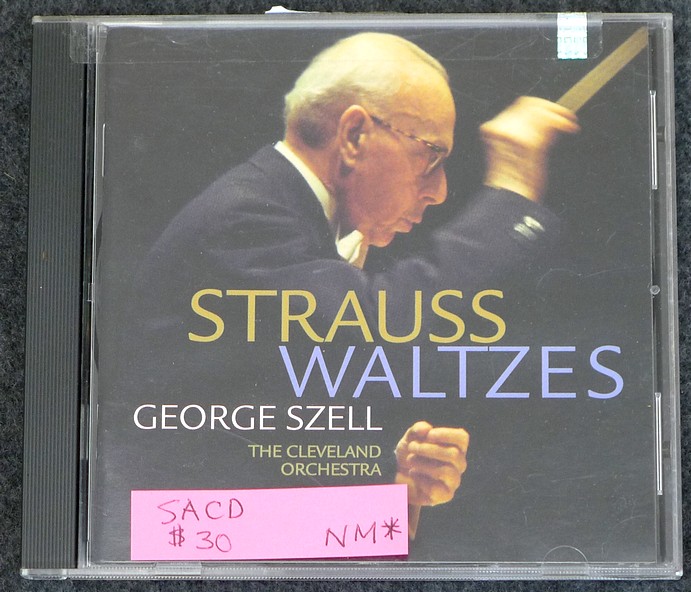 STRAUSS
WALTZES
GEORGE SZELL
THE CLEVELAND
ORCHESTRA
SACD
$30 NM*